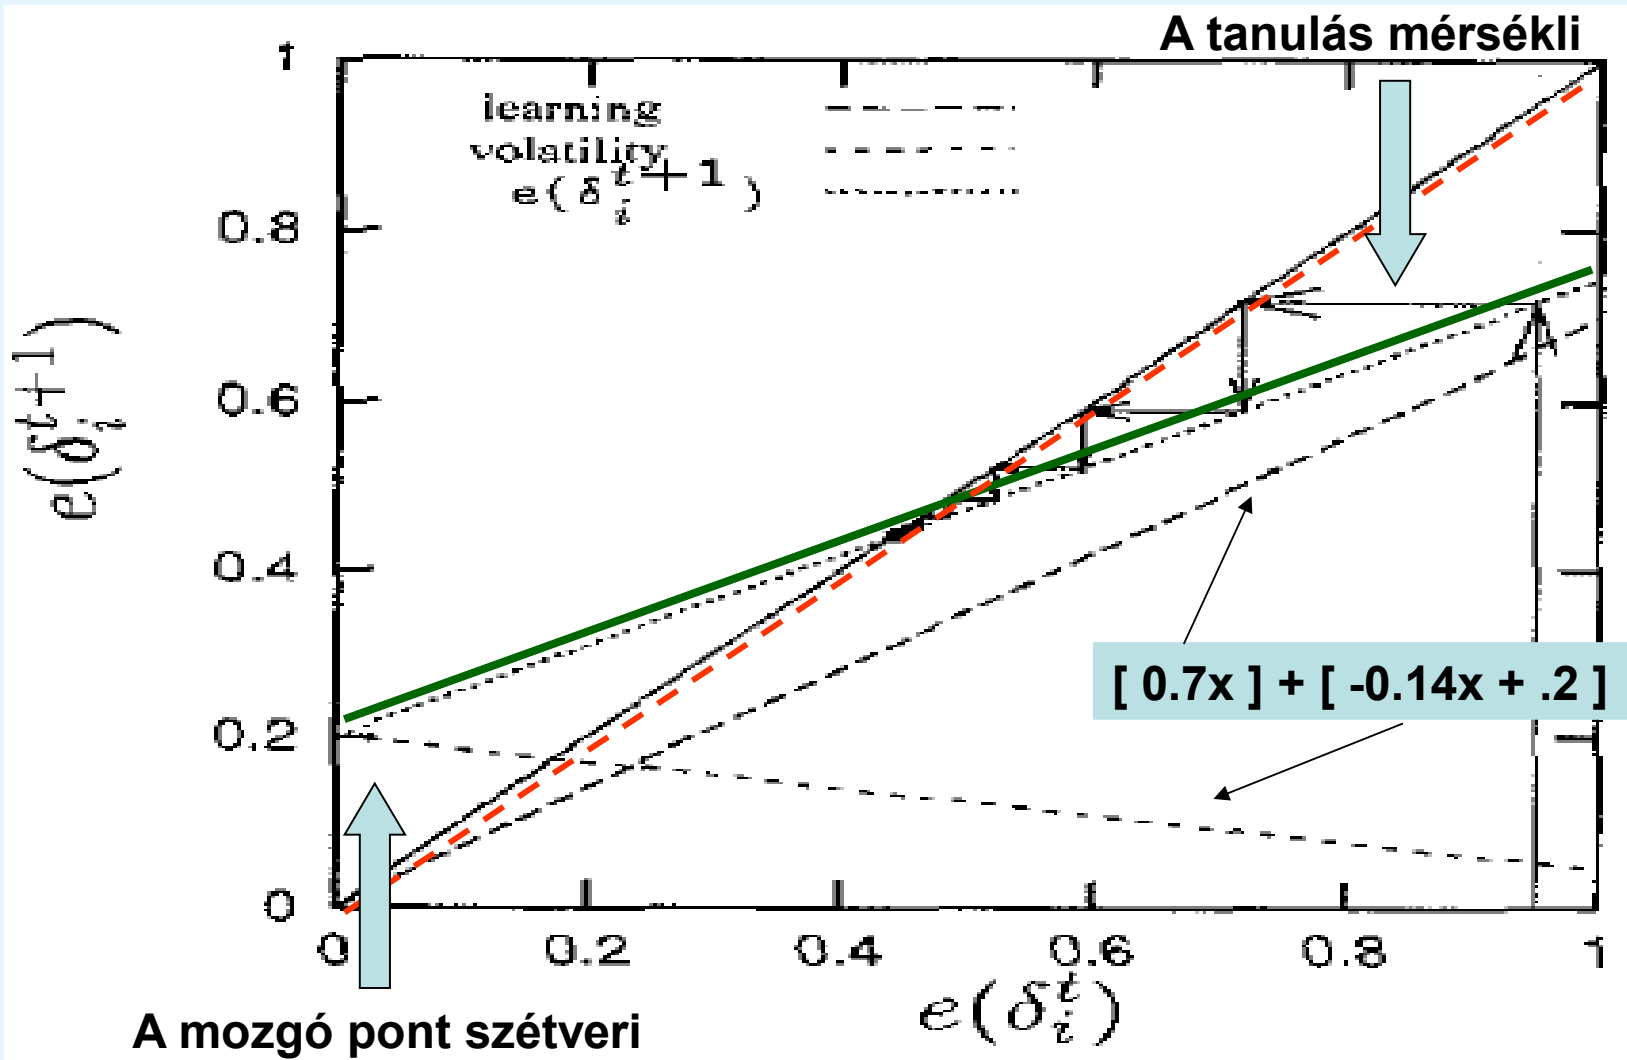 A tanulás mérsékli
1
learning
volatility
e(δ_i^{t+1})
0.8
0.6
e(δ_i^{t+1})
0.4
[ 0.7x ] + [ -0.14x + .2 ]
0.2
0
0 0.2 0.4 0.6 0.8 1
e(δ_i^t)
A mozgó pont szétveri